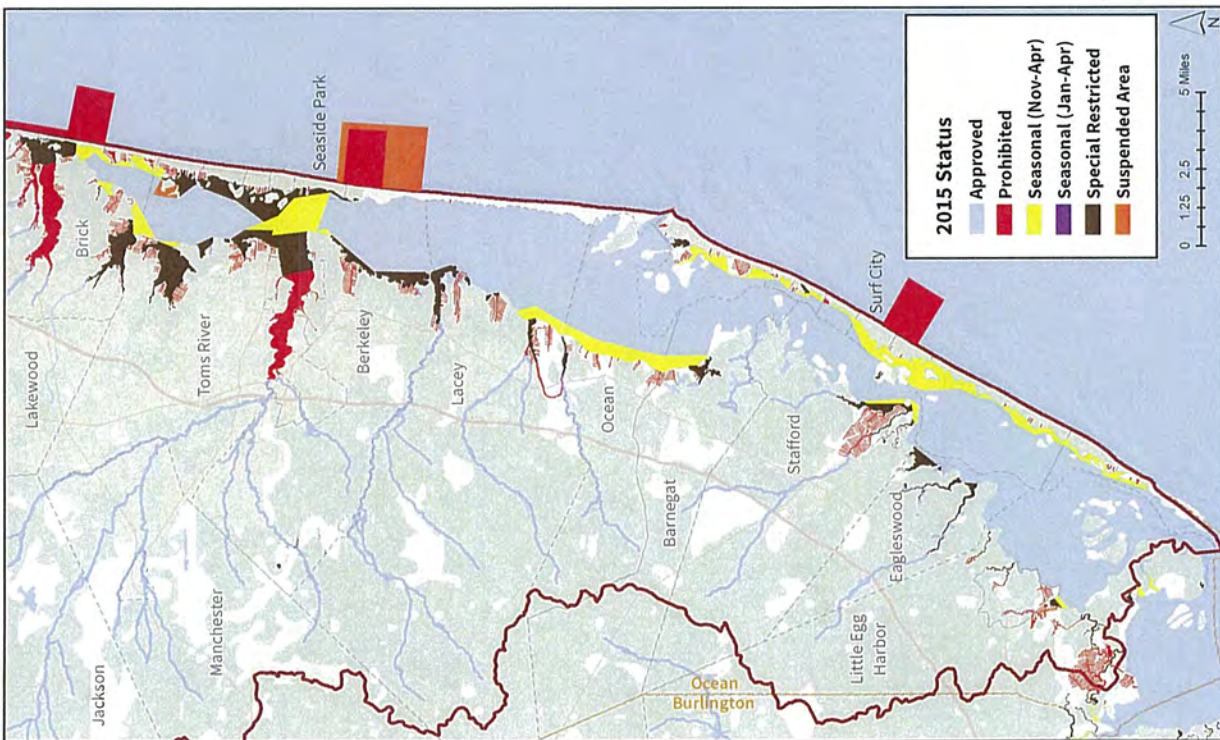 Lakewood
Brick
Jackson
Toms River
Manchester
Seaside Park
Berkeley
Lacey
Ocean
Barnegat
Stafford
Surf City
Eagleswood
Little Egg
Harbor
Ocean
Burlington
2015 Status
Approved
Prohibited
Seasonal (Nov-Apr)
Seasonal (Jan-Apr)
Special Restricted
Suspended Area
0 1.25 2.5 5 Miles
N